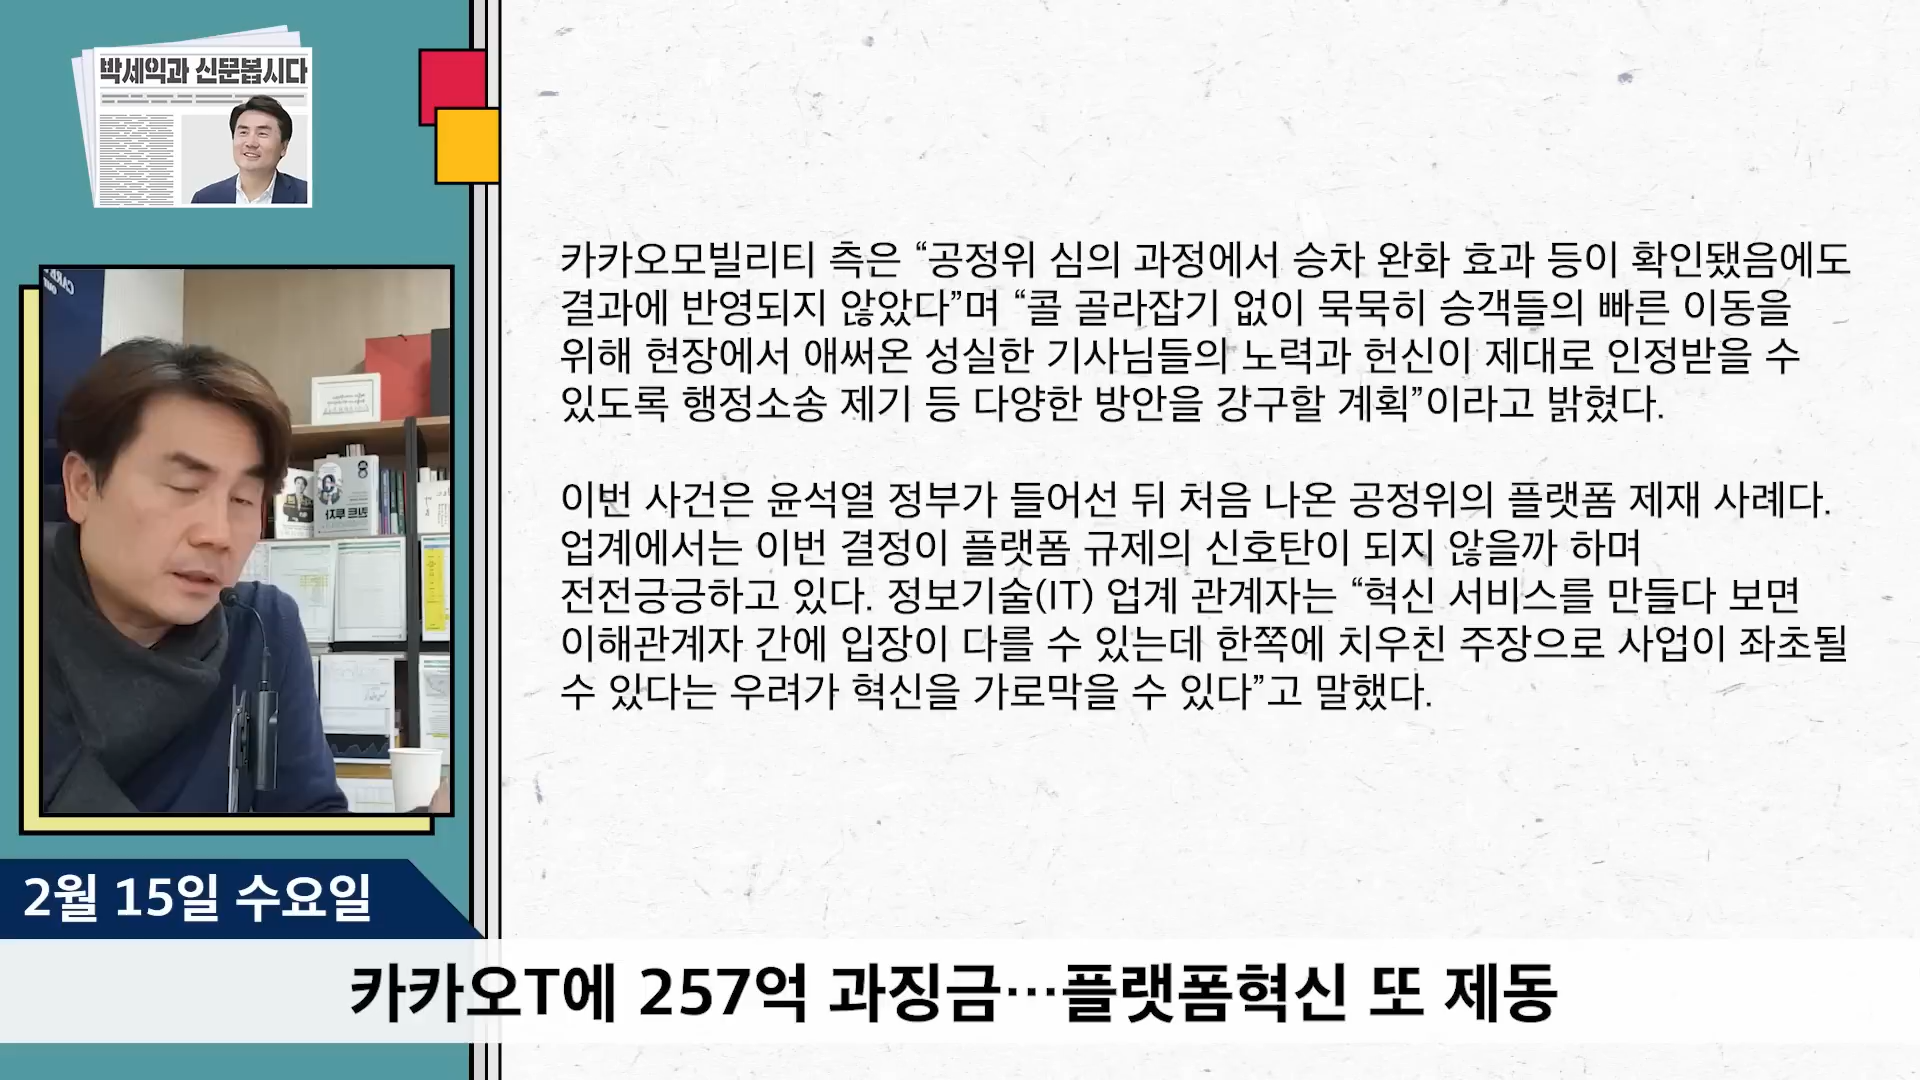 박세익과 신문봅시다
카카오모빌리티 측은 “공정위 심의 과정에서 승차 완화 효과 등이 확인됐음에도
결과에 반영되지 않았다”며 “콜 골라잡기 없이 묵묵히 승객들의 빠른 이동을
위해 현장에서 애써온 성실한 기사님들의 노력과 헌신이 제대로 인정받을 수
있도록 행정소송 제기 등 다양한 방안을 강구할 계획”이라고 밝혔다.
이번 사건은 윤석열 정부가 들어선 뒤 처음 나온 공정위의 플랫폼 제재 사례다.
업계에서는 이번 결정이 플랫폼 규제의 신호탄이 되지 않을까 하며
전전긍긍하고 있다. 정보기술(IT) 업계 관계자는 “혁신 서비스를 만들다 보면
이해관계자 간에 입장이 다를 수 있는데 한쪽에 치우친 주장으로 사업이 좌초될
수 있다는 우려가 혁신을 가로막을 수 있다”고 말했다.
2월 15일 수요일
카카오T에 257억 과징금…플랫폼혁신 또 제동